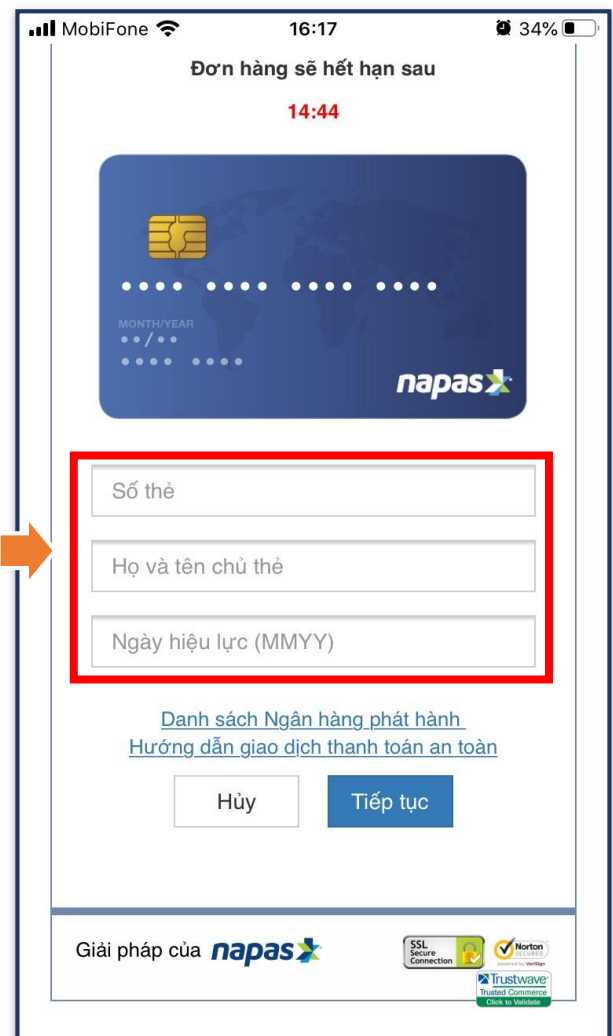 MobiFone 16:17 34%
Đơn hàng sẽ hết hạn sau
14:44
MONTH/YEAR
napas
Số thẻ
Họ và tên chủ thẻ
Ngày hiệu lực (MMYY)
Danh sách Ngân hàng phát hành
Hướng dẫn giao dịch thanh toán an toàn
Hủy Tiếp tục
Giải pháp của napas
SSL
Secure
Connection
Norton
SECURED
powered by VeriSign
Trustwave
Trusted Commerce
Click to Validate